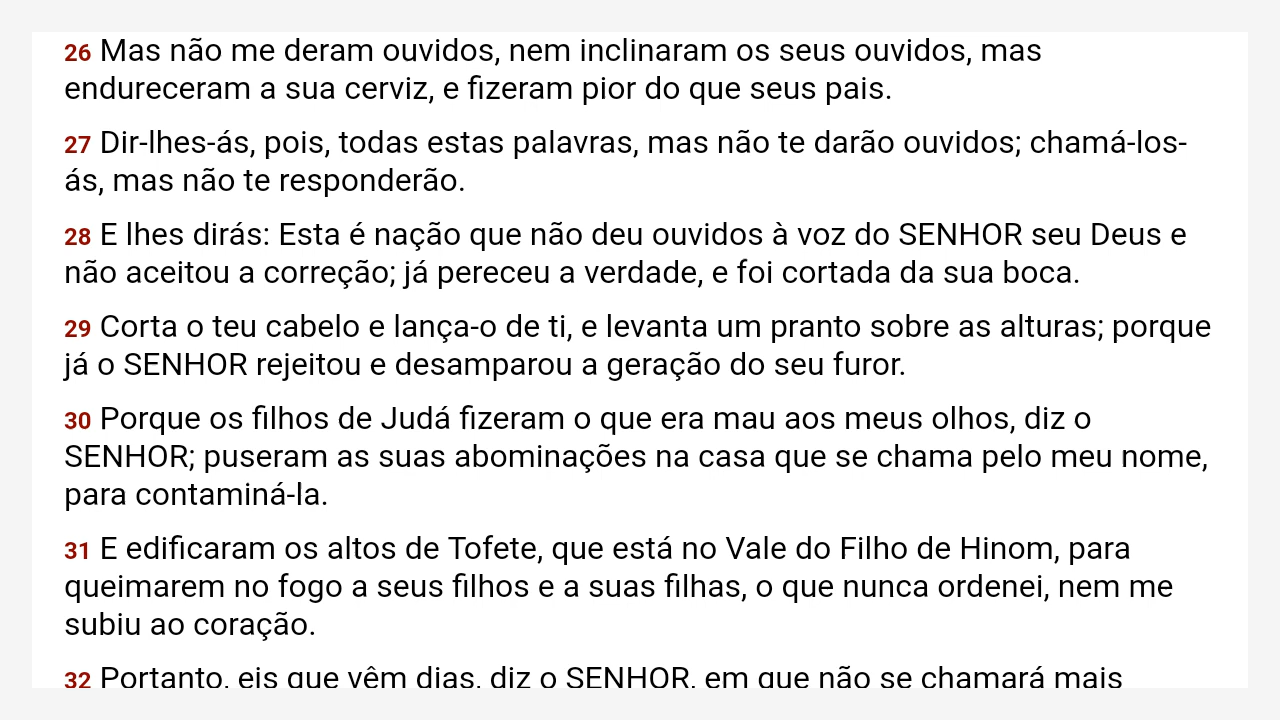 26 Mas não me deram ouvidos, nem inclinaram os seus ouvidos, mas
endureceram a sua cerviz, e fizeram pior do que seus pais.
27 Dir-lhes-ás, pois, todas estas palavras, mas não te darão ouvidos; chamá-los-
ás, mas não te responderão.
28 E lhes dirás: Esta é nação que não deu ouvidos à voz do SENHOR seu Deus e
não aceitou a correção; já pereceu a verdade, e foi cortada da sua boca.
29 Corta o teu cabelo e lança-o de ti, e levanta um pranto sobre as alturas; porque
já o SENHOR rejeitou e desamparou a geração do seu furor.
30 Porque os filhos de Judá fizeram o que era mau aos meus olhos, diz o
SENHOR; puseram as suas abominações na casa que se chama pelo meu nome,
para contaminá-la.
31 E edificaram os altos de Tofete, que está no Vale do Filho de Hinom, para
queimarem no fogo a seus filhos e a suas filhas, o que nunca ordenei, nem me
subiu ao coração.
32 Portanto, eis que vêm dias, diz o SENHOR, em que não se chamará mais